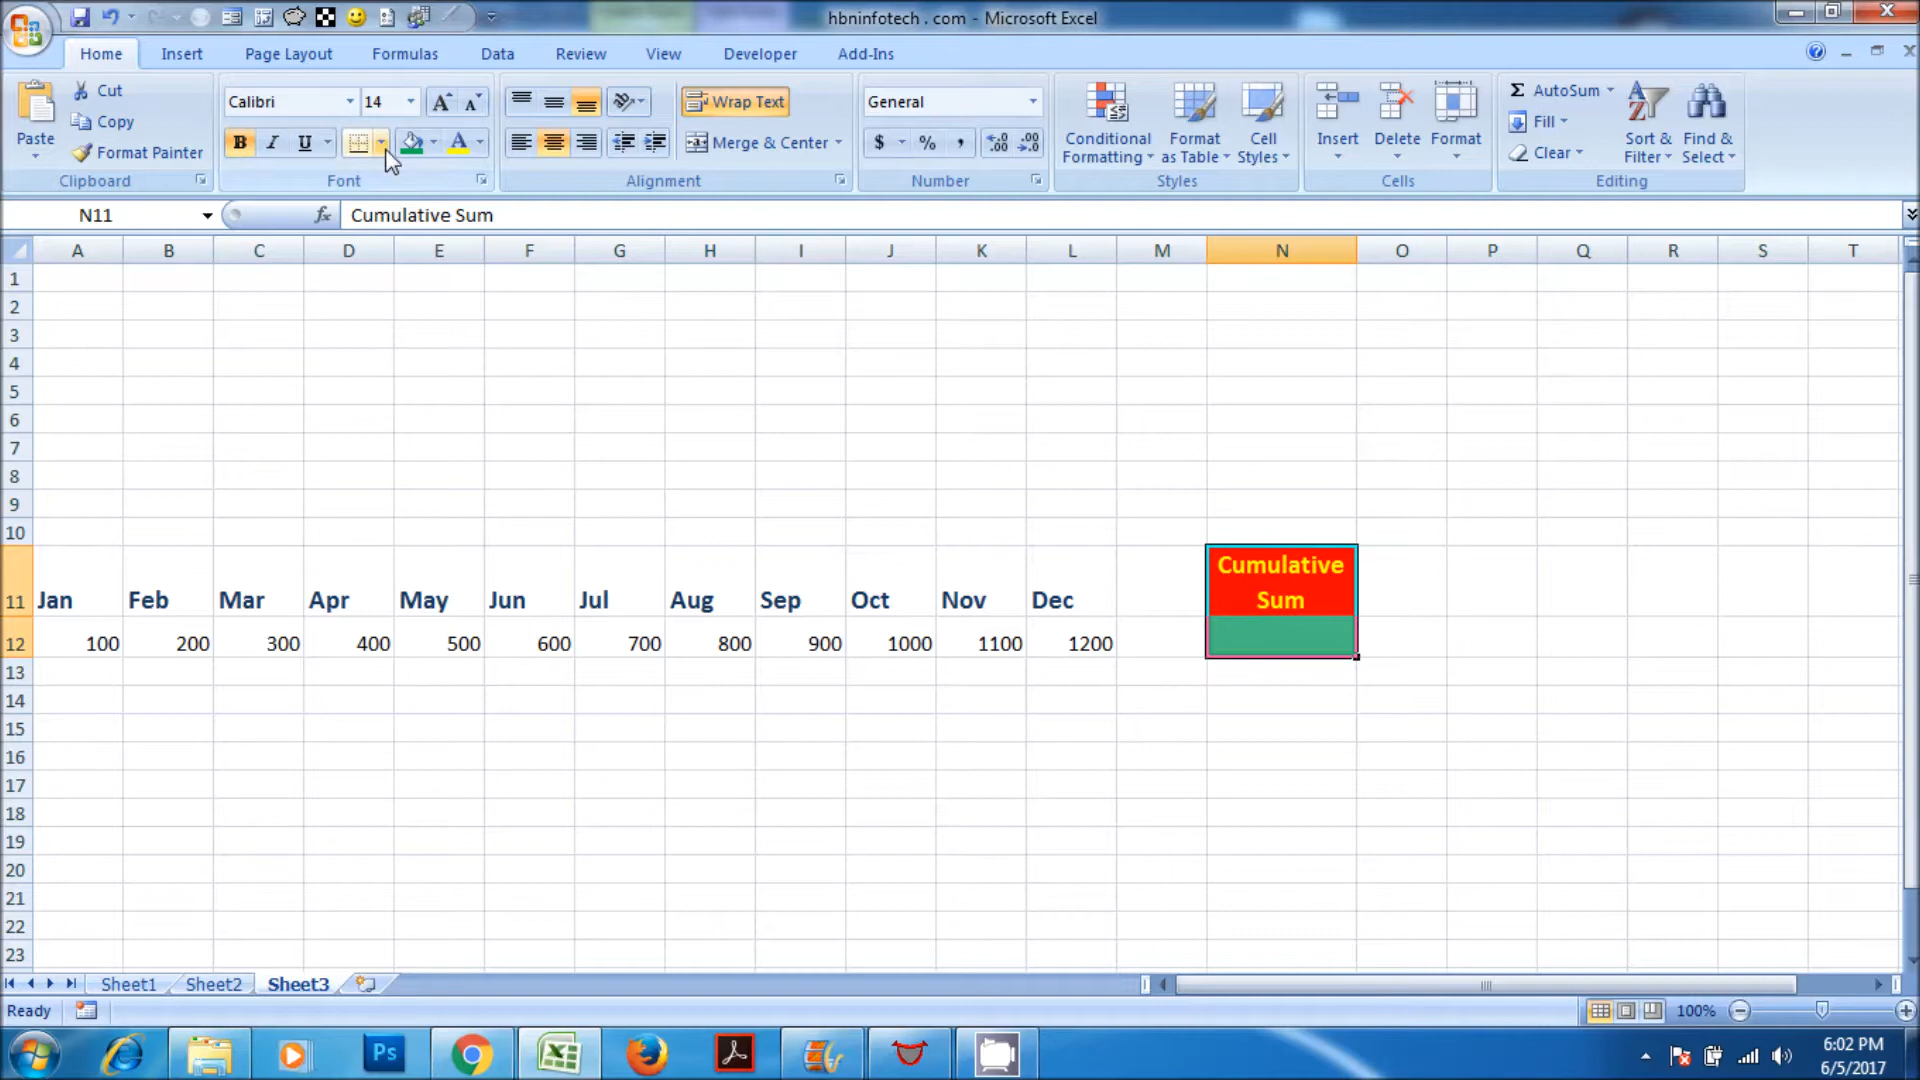 hbninfotech . com - Microsoft Excel
Home Insert Page Layout Formulas Data Review View Developer Add-Ins
Paste Cut Copy Format Painter Clipboard
Calibri 14 A A B I U A Font
Wrap Text Merge & Center Alignment
General $ % , .0 .00 .00 .0 Number
Conditional Formatting Format as Table Cell Styles Styles
Insert Delete Format Cells
Σ AutoSum Fill Clear Sort & Filter Find & Select Editing
N11 fx Cumulative Sum
A B C D E F G H I J K L M N O P Q R S T
1
2
3
4
5
6
7
8
9
10
Cumulative
11 Jan Feb Mar Apr May Jun Jul Aug Sep Oct Nov Dec Sum
12 100 200 300 400 500 600 700 800 900 1000 1100 1200
13
14
15
16
17
18
19
20
21
22
23
Sheet1 Sheet2 Sheet3
Ready 100%
Ps
6:02 PM
6/5/2017